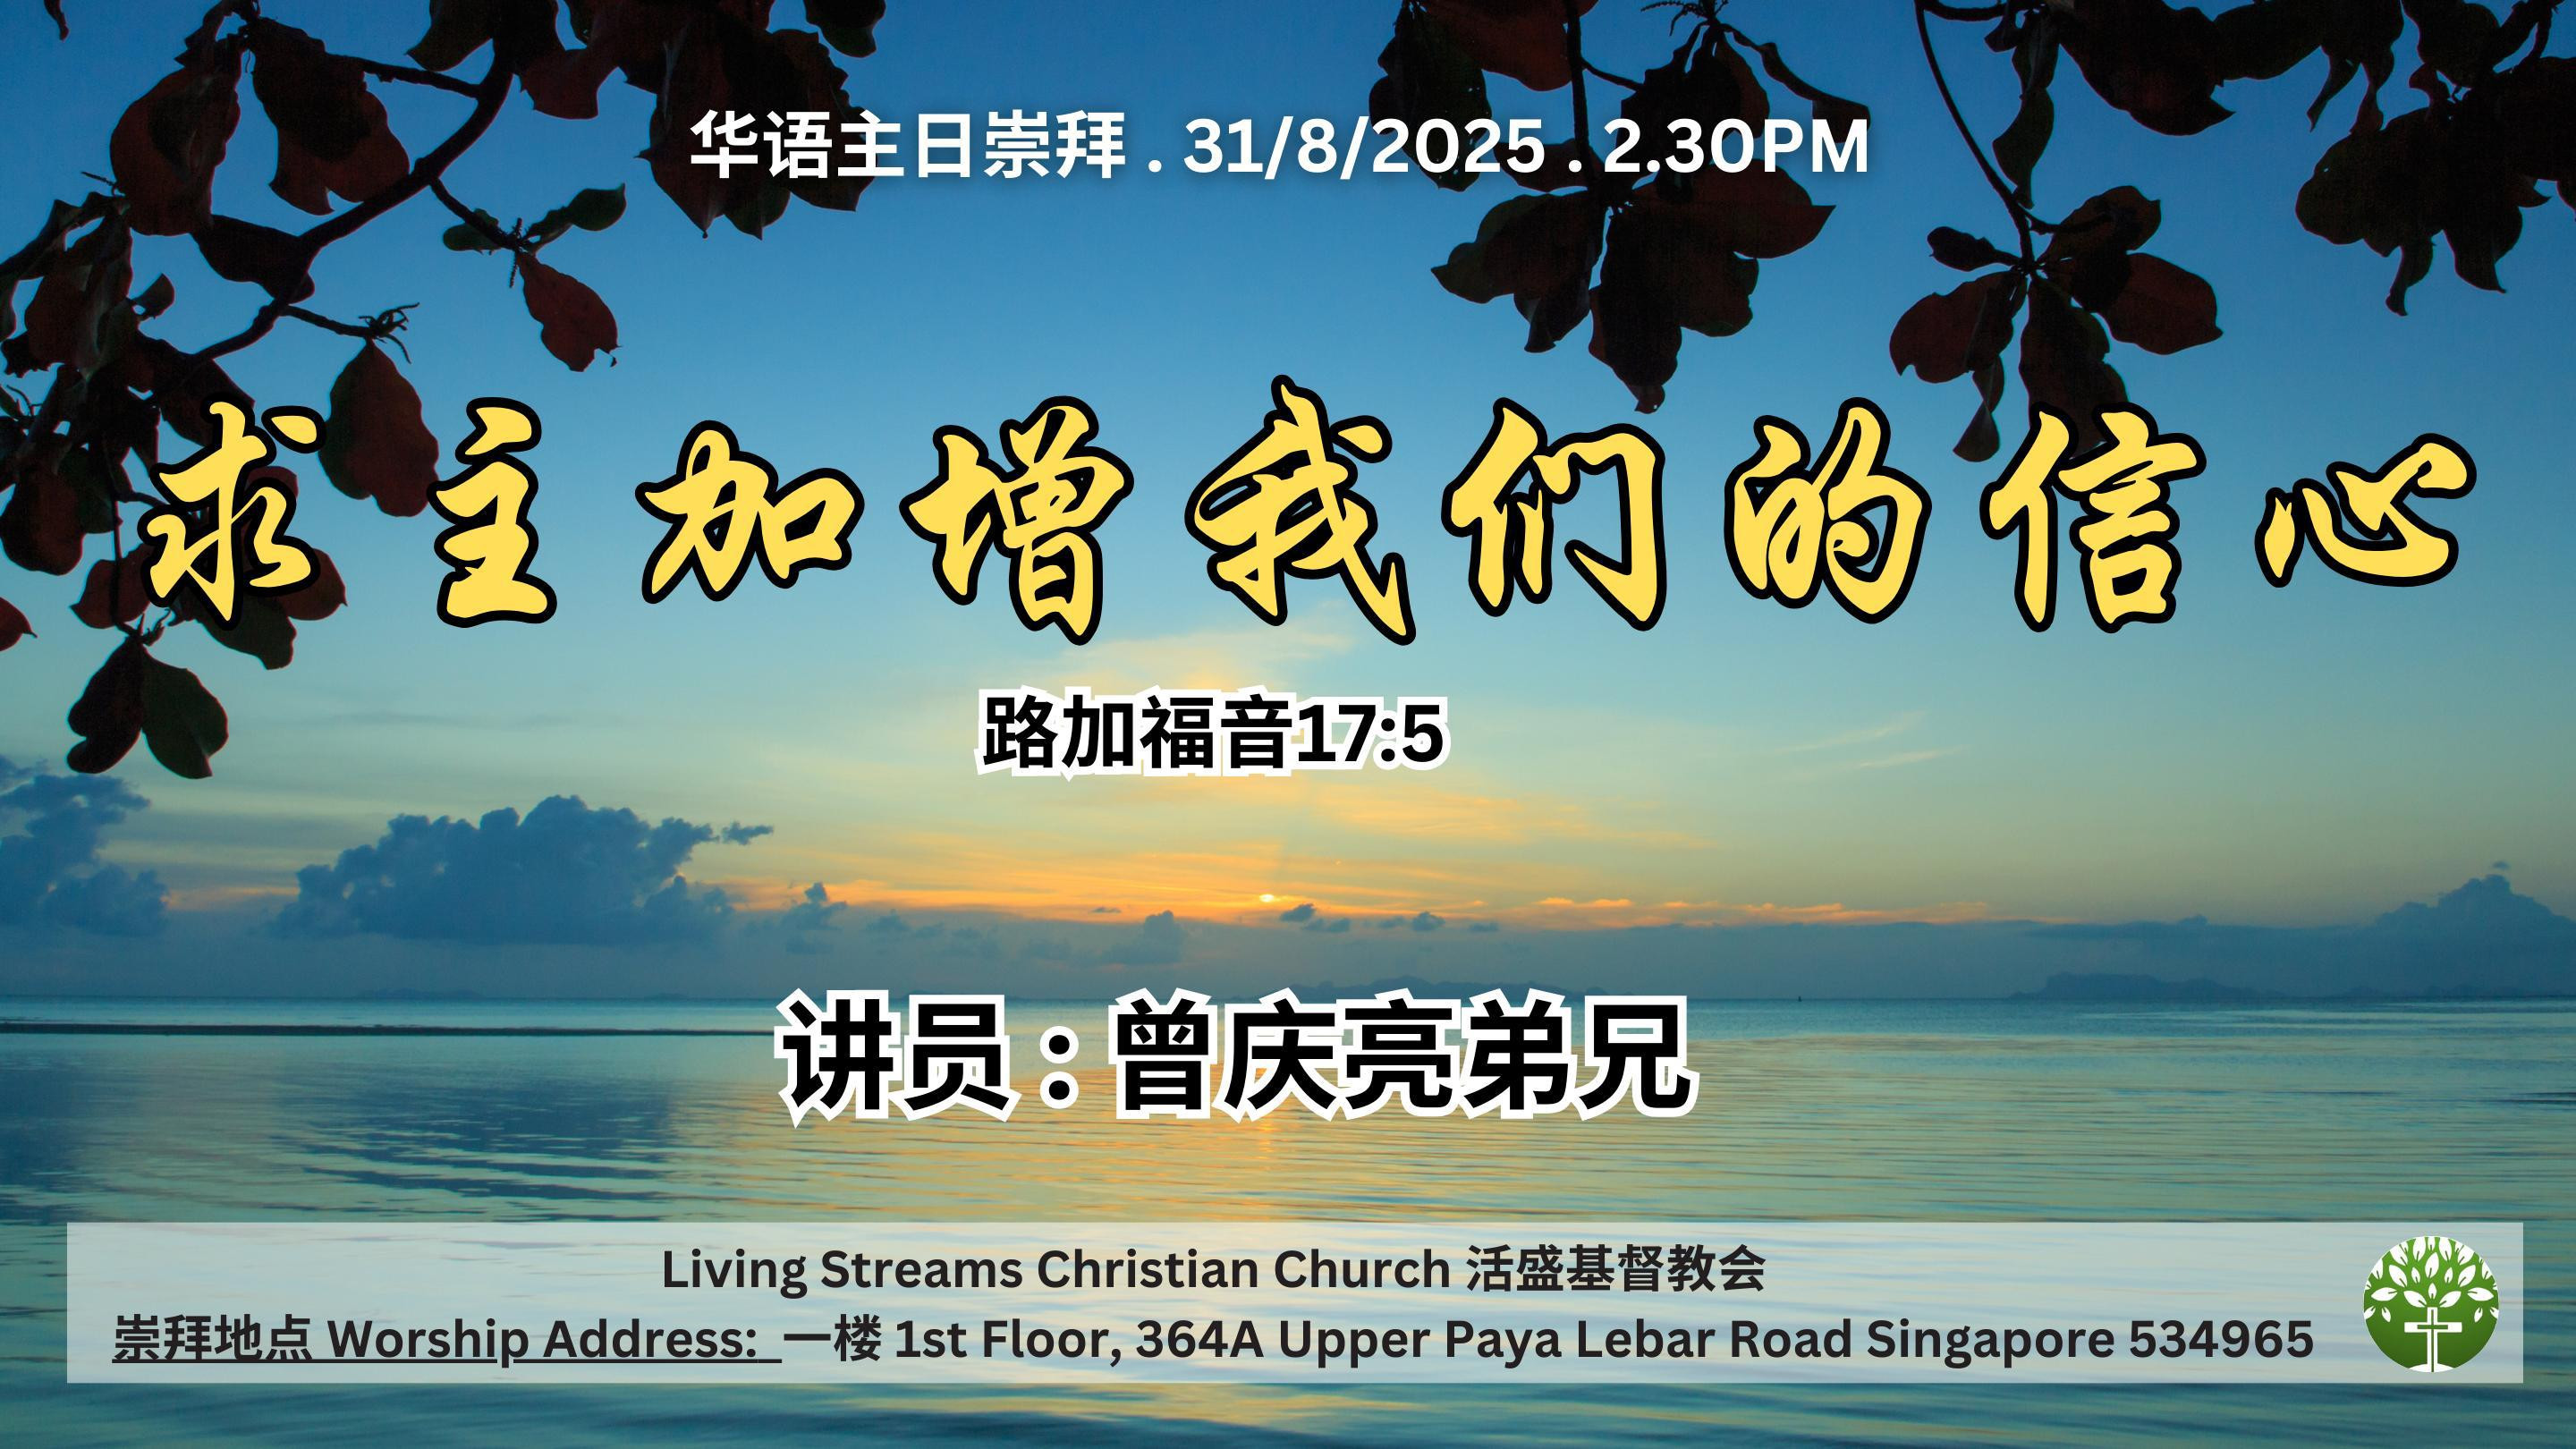 华语主日崇拜 . 31/8/2025 . 2.30PM
求主加增我们的信心
路加福音17:5
讲员 : 曾庆亮弟兄
Living Streams Christian Church 活盛基督教会
崇拜地点 Worship Address: 一楼 1st Floor, 364A Upper Paya Lebar Road Singapore 534965